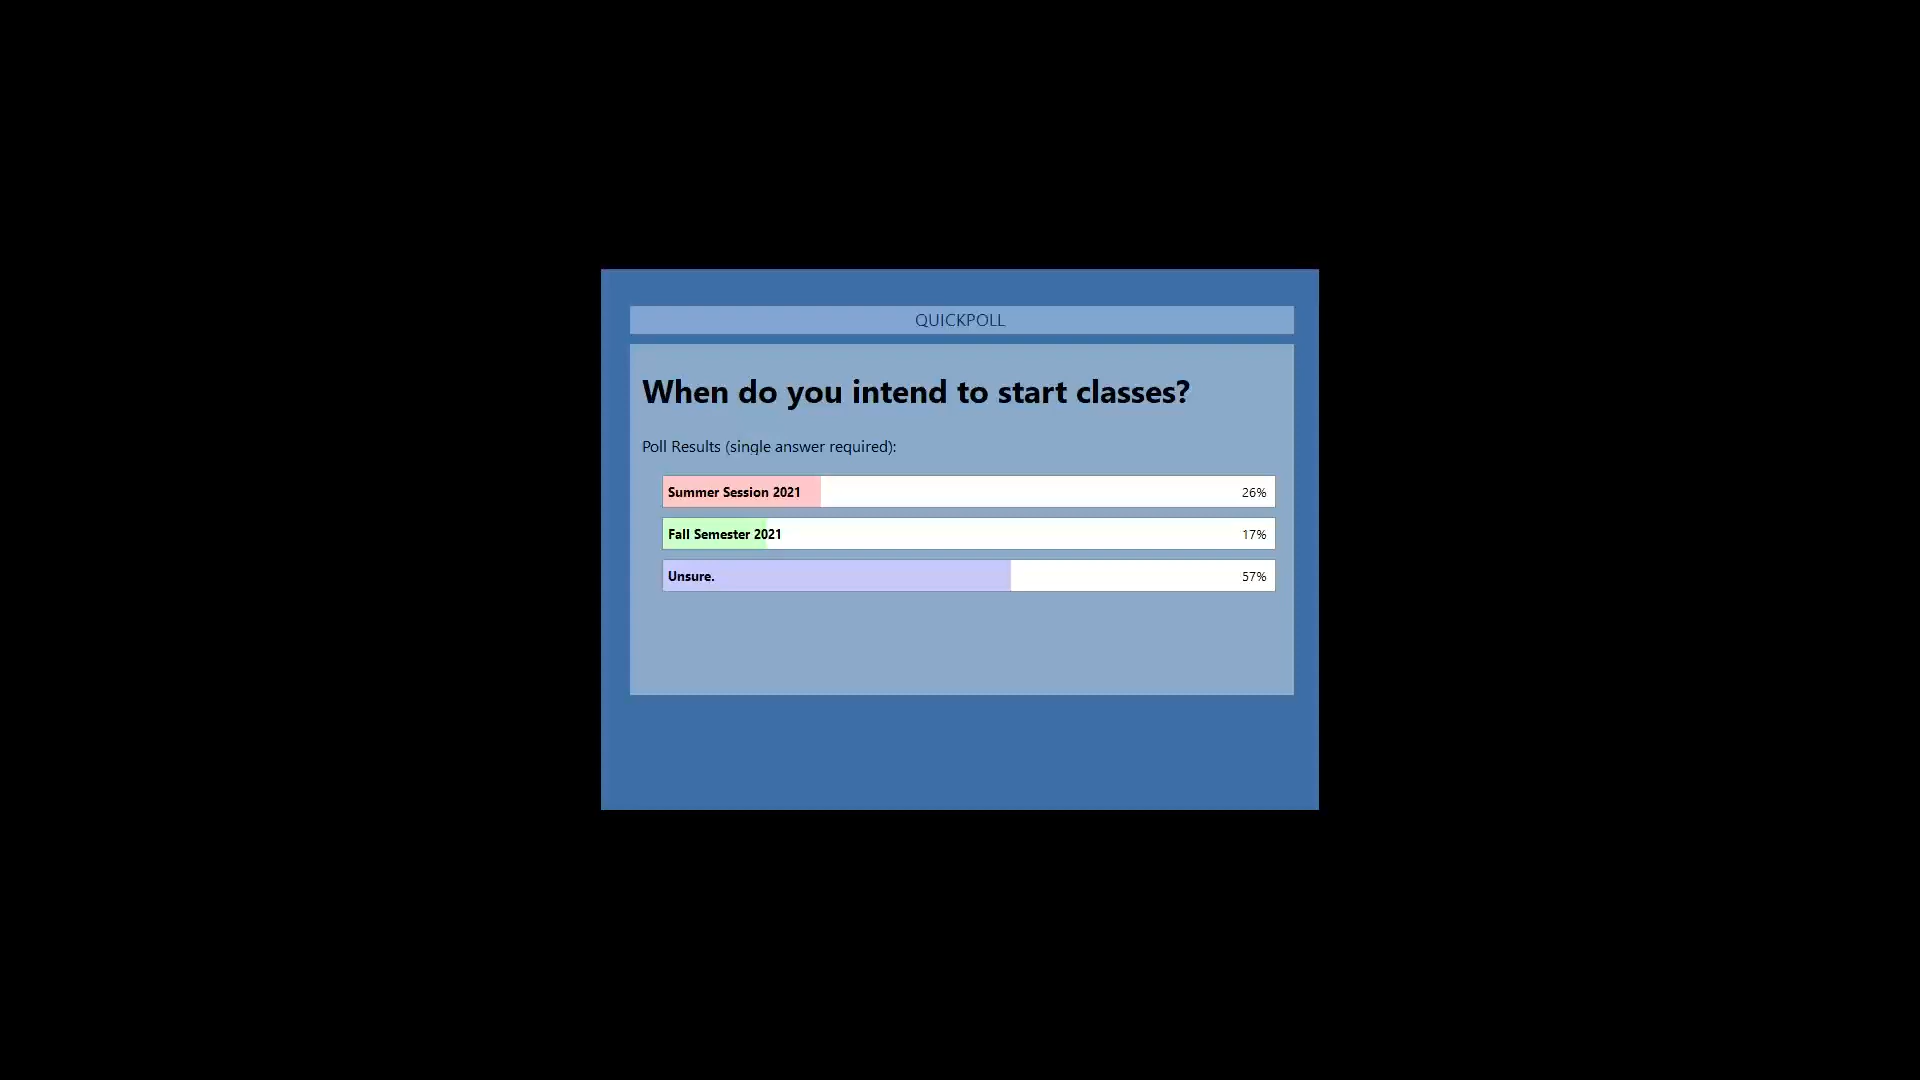 QUICKPOLL
When do you intend to start classes?
Poll Results (single answer required):
Summer Session 2021 26%
Fall Semester 2021 17%
Unsure. 57%